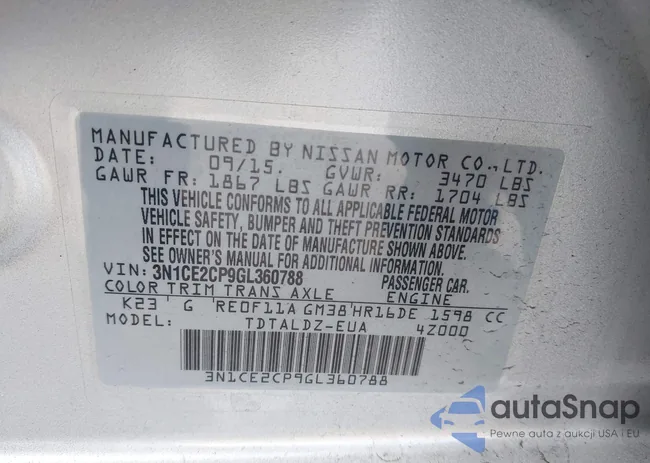 MANUFACTURED BY NISSAN MOTOR CO., LTD.
DATE: 09/15. GVWR: 3470 LBS
GAWR FR: 1867 LBS GAWR RR: 1704 LBS
THIS VEHICLE CONFORMS TO ALL APPLICABLE FEDERAL MOTOR
VEHICLE SAFETY, BUMPER AND THEFT PREVENTION STANDARDS
IN EFFECT ON THE DATE OF MANUFACTURE SHOWN ABOVE.
SEE OWNER'S MANUAL FOR ADDITIONAL INFORMATION.
VIN: 3N1CE2CP9GL360788 PASSENGER CAR.
COLOR TRIM TRANS AXLE ENGINE
K23 G RE0F11A GM38 HR16DE 1598 CC
MODEL: TDTALDZ-EUA 4Z000
3N1CE2CP9GL360788
autaSnap
Pewne auta z aukcji USA i EU